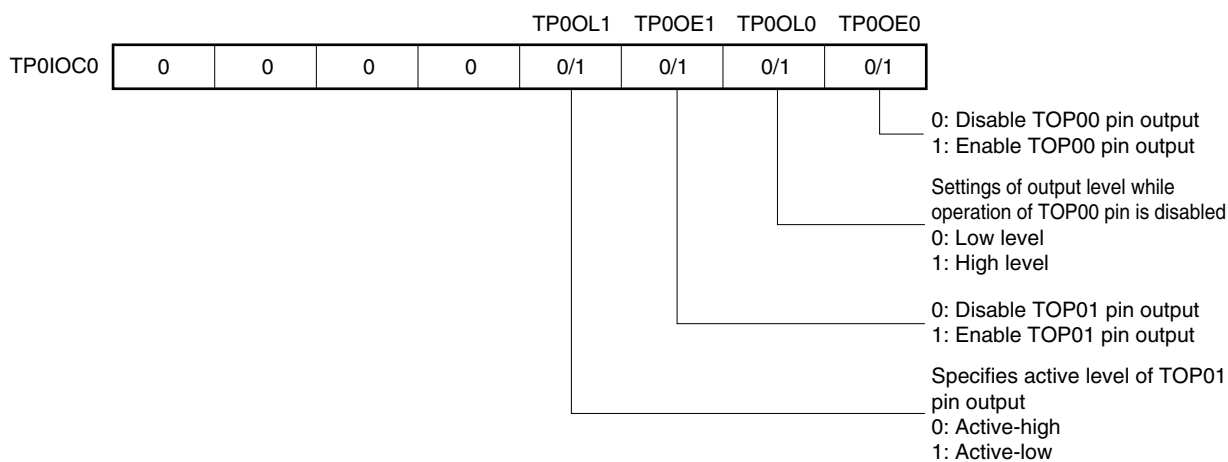 TP0OL1 TP0OE1 TP0OL0 TP0OE0
TP0IOC0 0 0 0 0 0/1 0/1 0/1 0/1
0: Disable TOP00 pin output
1: Enable TOP00 pin output
Settings of output level while
operation of TOP00 pin is disabled
0: Low level
1: High level
0: Disable TOP01 pin output
1: Enable TOP01 pin output
Specifies active level of TOP01
pin output
0: Active-high
1: Active-low